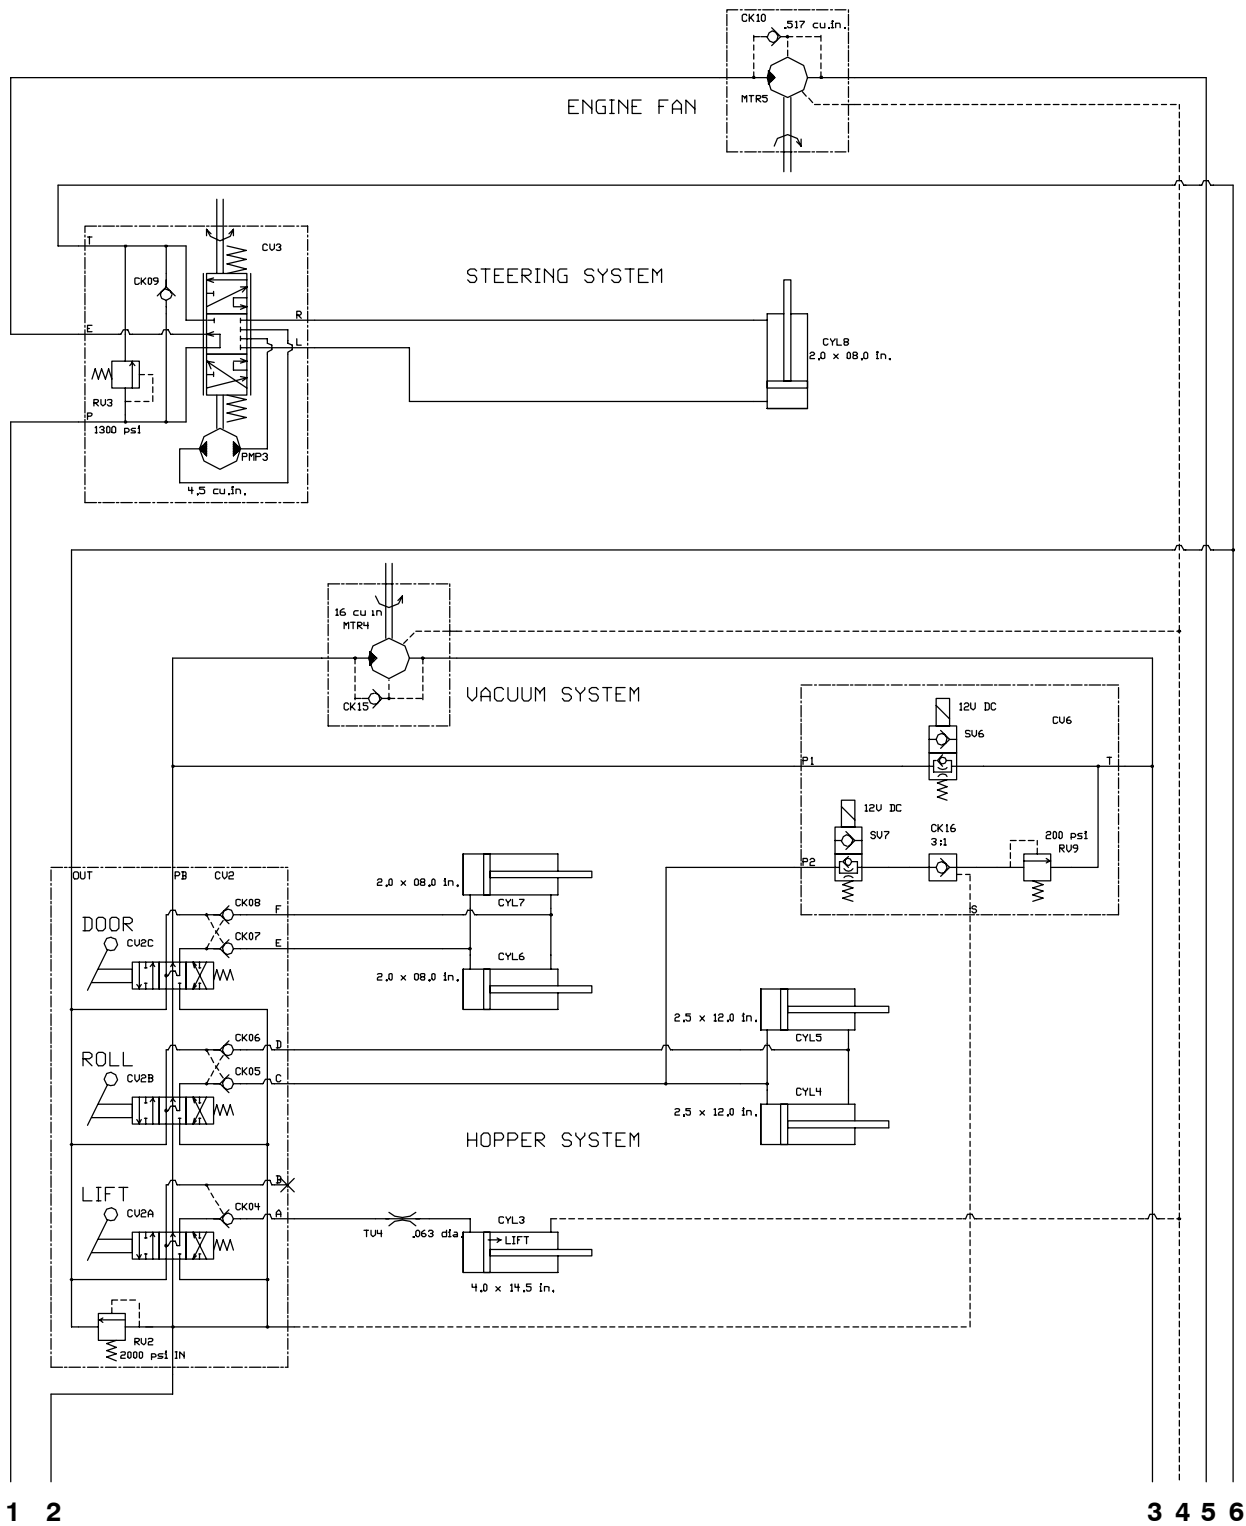 CK10
.517 cu.in.
MTR5
ENGINE FAN
T
CV3
CK09
STEERING SYSTEM
R
E
L
CYL8
2.0 x 08.0 in.
RV3
P
1300 psi
PMP3
4.5 cu.in.
16 cu in
MTR4
VACUUM SYSTEM
CK15
12V DC
CV6
SV6
P1
T
12V DC
SV7
CK16
3:1
200 psi
RV9
P2
S
OUT
PB
CV2
2.0 x 08.0 in.
CYL7
CK08
F
DOOR
CK07
E
CV2C
CYL6
2.0 x 08.0 in.
2.5 x 12.0 in.
CK06
D
CYL5
ROLL
CK05
C
CV2B
CYL4
2.5 x 12.0 in.
HOPPER SYSTEM
B
LIFT
CK04
A
CV2A
TV4
.063 dia.
CYL3
LIFT
4.0 x 14.5 in.
RV2
2000 psi IN
1 2 3 4 5 6